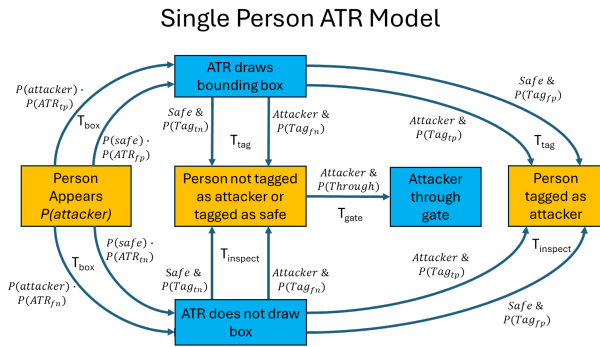 Single Person ATR Model
ATR draws
bounding box
P(attacker) ·
P(ATR_tp)
T_box
P(safe) ·
P(ATR_fp)
Safe &
P(Tag_tn)
T_tag
Attacker &
P(Tag_fn)
Safe &
P(Tag_fp)
Attacker &
P(Tag_tp)
T_tag
Person
Appears
P(attacker)
Person not tagged
as attacker or
tagged as safe
Attacker &
P(Through)
T_gate
Attacker
through
gate
Person
tagged as
attacker
P(safe) ·
P(ATR_tn)
T_box
P(attacker) ·
P(ATR_fn)
Safe &
P(Tag_tn)
T_inspect
Attacker &
P(Tag_fn)
Attacker &
P(Tag_tp)
T_inspect
Safe &
P(Tag_fp)
ATR does not draw
box